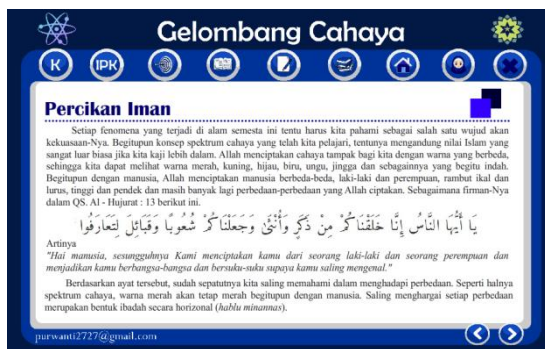 Gelombang Cahaya
K
IPK
Percikan Iman
Setiap fenomena yang terjadi di alam semesta ini tentu harus kita pahami sebagai salah satu wujud akan
kekuasaan-Nya. Begitupun konsep spektrum cahaya yang telah kita pelajari, tentunya mengandung nilai Islam yang
sangat luar biasa jika kita kaji lebih dalam. Allah menciptakan cahaya tampak bagi kita dengan warna yang berbeda,
sehingga kita dapat melihat warna merah, kuning, hijau, biru, ungu, jingga dan sebagainnya yang begitu indah.
Begitupun dengan manusia, Allah menciptakan manusia berbeda-beda, laki-laki dan perempuan, rambut ikal dan
lurus, tinggi dan pendek dan masih banyak lagi perbedaan-perbedaan yang Allah ciptakan. Sebagaimana firman-Nya
dalam QS. Al - Hujurat : 13 berikut ini.
يَا أَيُّهَا النَّاسُ إِنَّا خَلَقْنَاكُمْ مِنْ ذَكَرٍ وَأُنْثَىٰ وَجَعَلْنَاكُمْ شُعُوبًا وَقَبَائِلَ لِتَعَارَفُوا
Artinya
"Hai manusia, sesungguhnya Kami menciptakan kamu dari seorang laki-laki dan seorang perempuan dan
menjadikan kamu berbangsa-bangsa dan bersuku-suku supaya kamu saling mengenal."
Berdasarkan ayat tersebut, sudah sepatutnya kita saling memahami dalam menghadapi perbedaan. Seperti halnya
spektrum cahaya, warna merah akan tetap merah begitupun dengan manusia. Saling menghargai setiap perbedaan
merupakan bentuk ibadah secara horizonal (hablu minannas).
purwanti2727@gmail.com